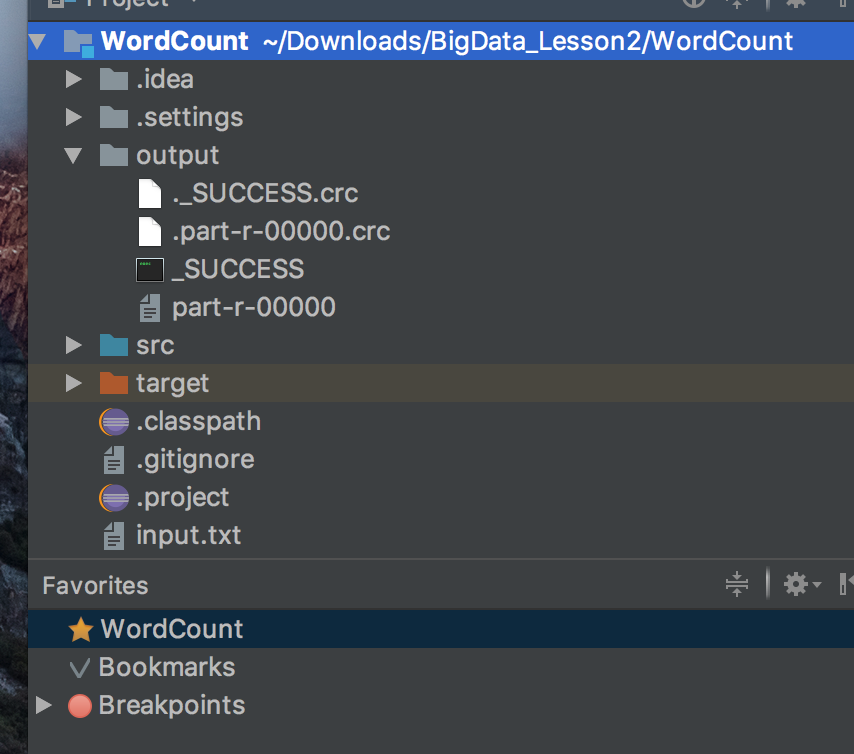 Project
WordCount ~/Downloads/BigData_Lesson2/WordCount
.idea
.settings
output
._SUCCESS.crc
.part-r-00000.crc
_SUCCESS
part-r-00000
src
target
.classpath
.gitignore
.project
input.txt
Favorites
WordCount
Bookmarks
Breakpoints